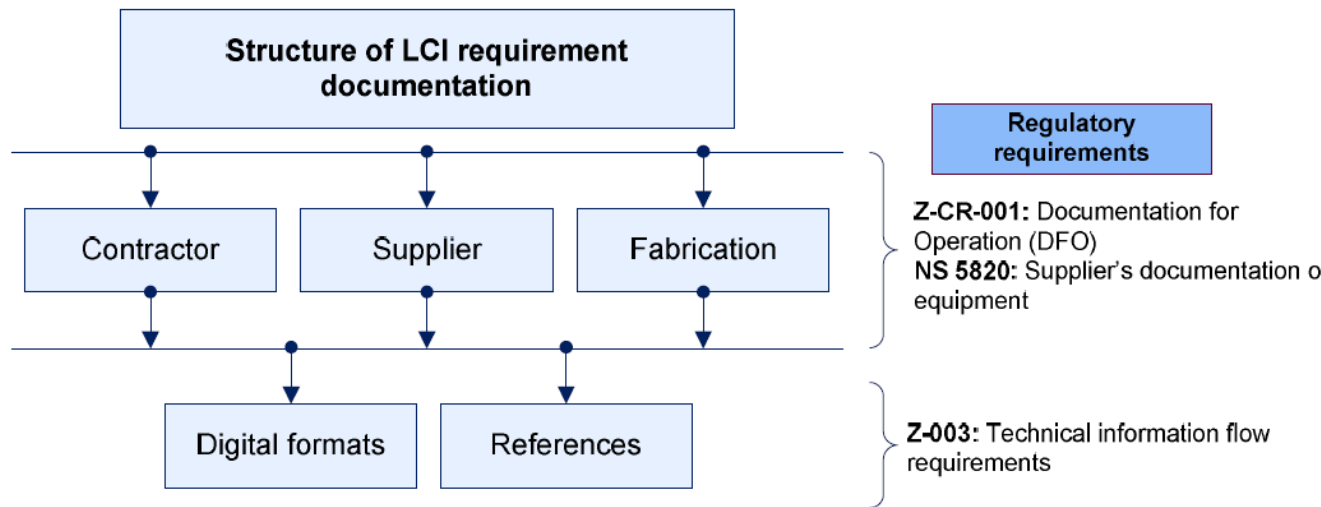 Structure of LCI requirement
documentation
Regulatory
requirements
Contractor
Supplier
Fabrication
Z-CR-001: Documentation for
Operation (DFO)
NS 5820: Supplier's documentation o
equipment
Digital formats
References
Z-003: Technical information flow
requirements